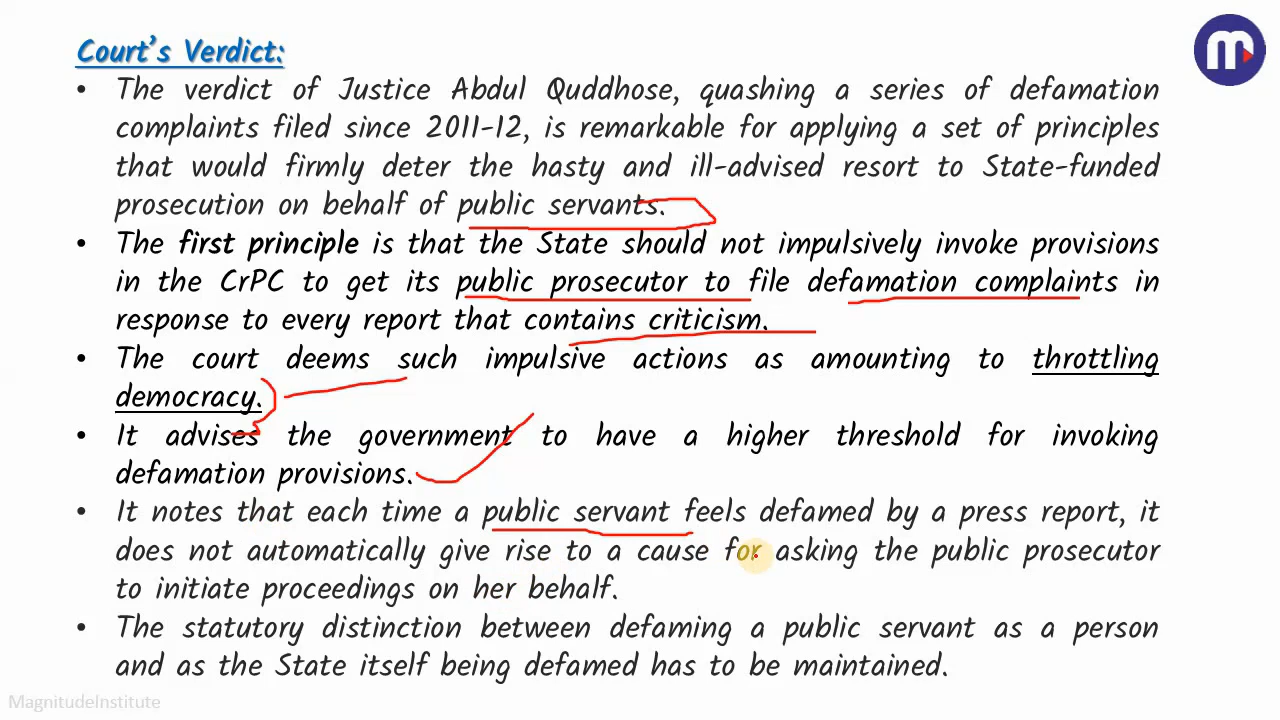 Court's Verdict:
• The verdict of Justice Abdul Quddhose, quashing a series of defamation
complaints filed since 2011-12, is remarkable for applying a set of principles
that would firmly deter the hasty and ill-advised resort to State-funded
prosecution on behalf of public servants.
• The first principle is that the State should not impulsively invoke provisions
in the CrPC to get its public prosecutor to file defamation complaints in
response to every report that contains criticism.
• The court deems such impulsive actions as amounting to throttling
democracy.
• It advises the government to have a higher threshold for invoking
defamation provisions.
• It notes that each time a public servant feels defamed by a press report, it
does not automatically give rise to a cause for asking the public prosecutor
to initiate proceedings on her behalf.
• The statutory distinction between defaming a public servant as a person
and as the State itself being defamed has to be maintained.
MagnitudeInstitute